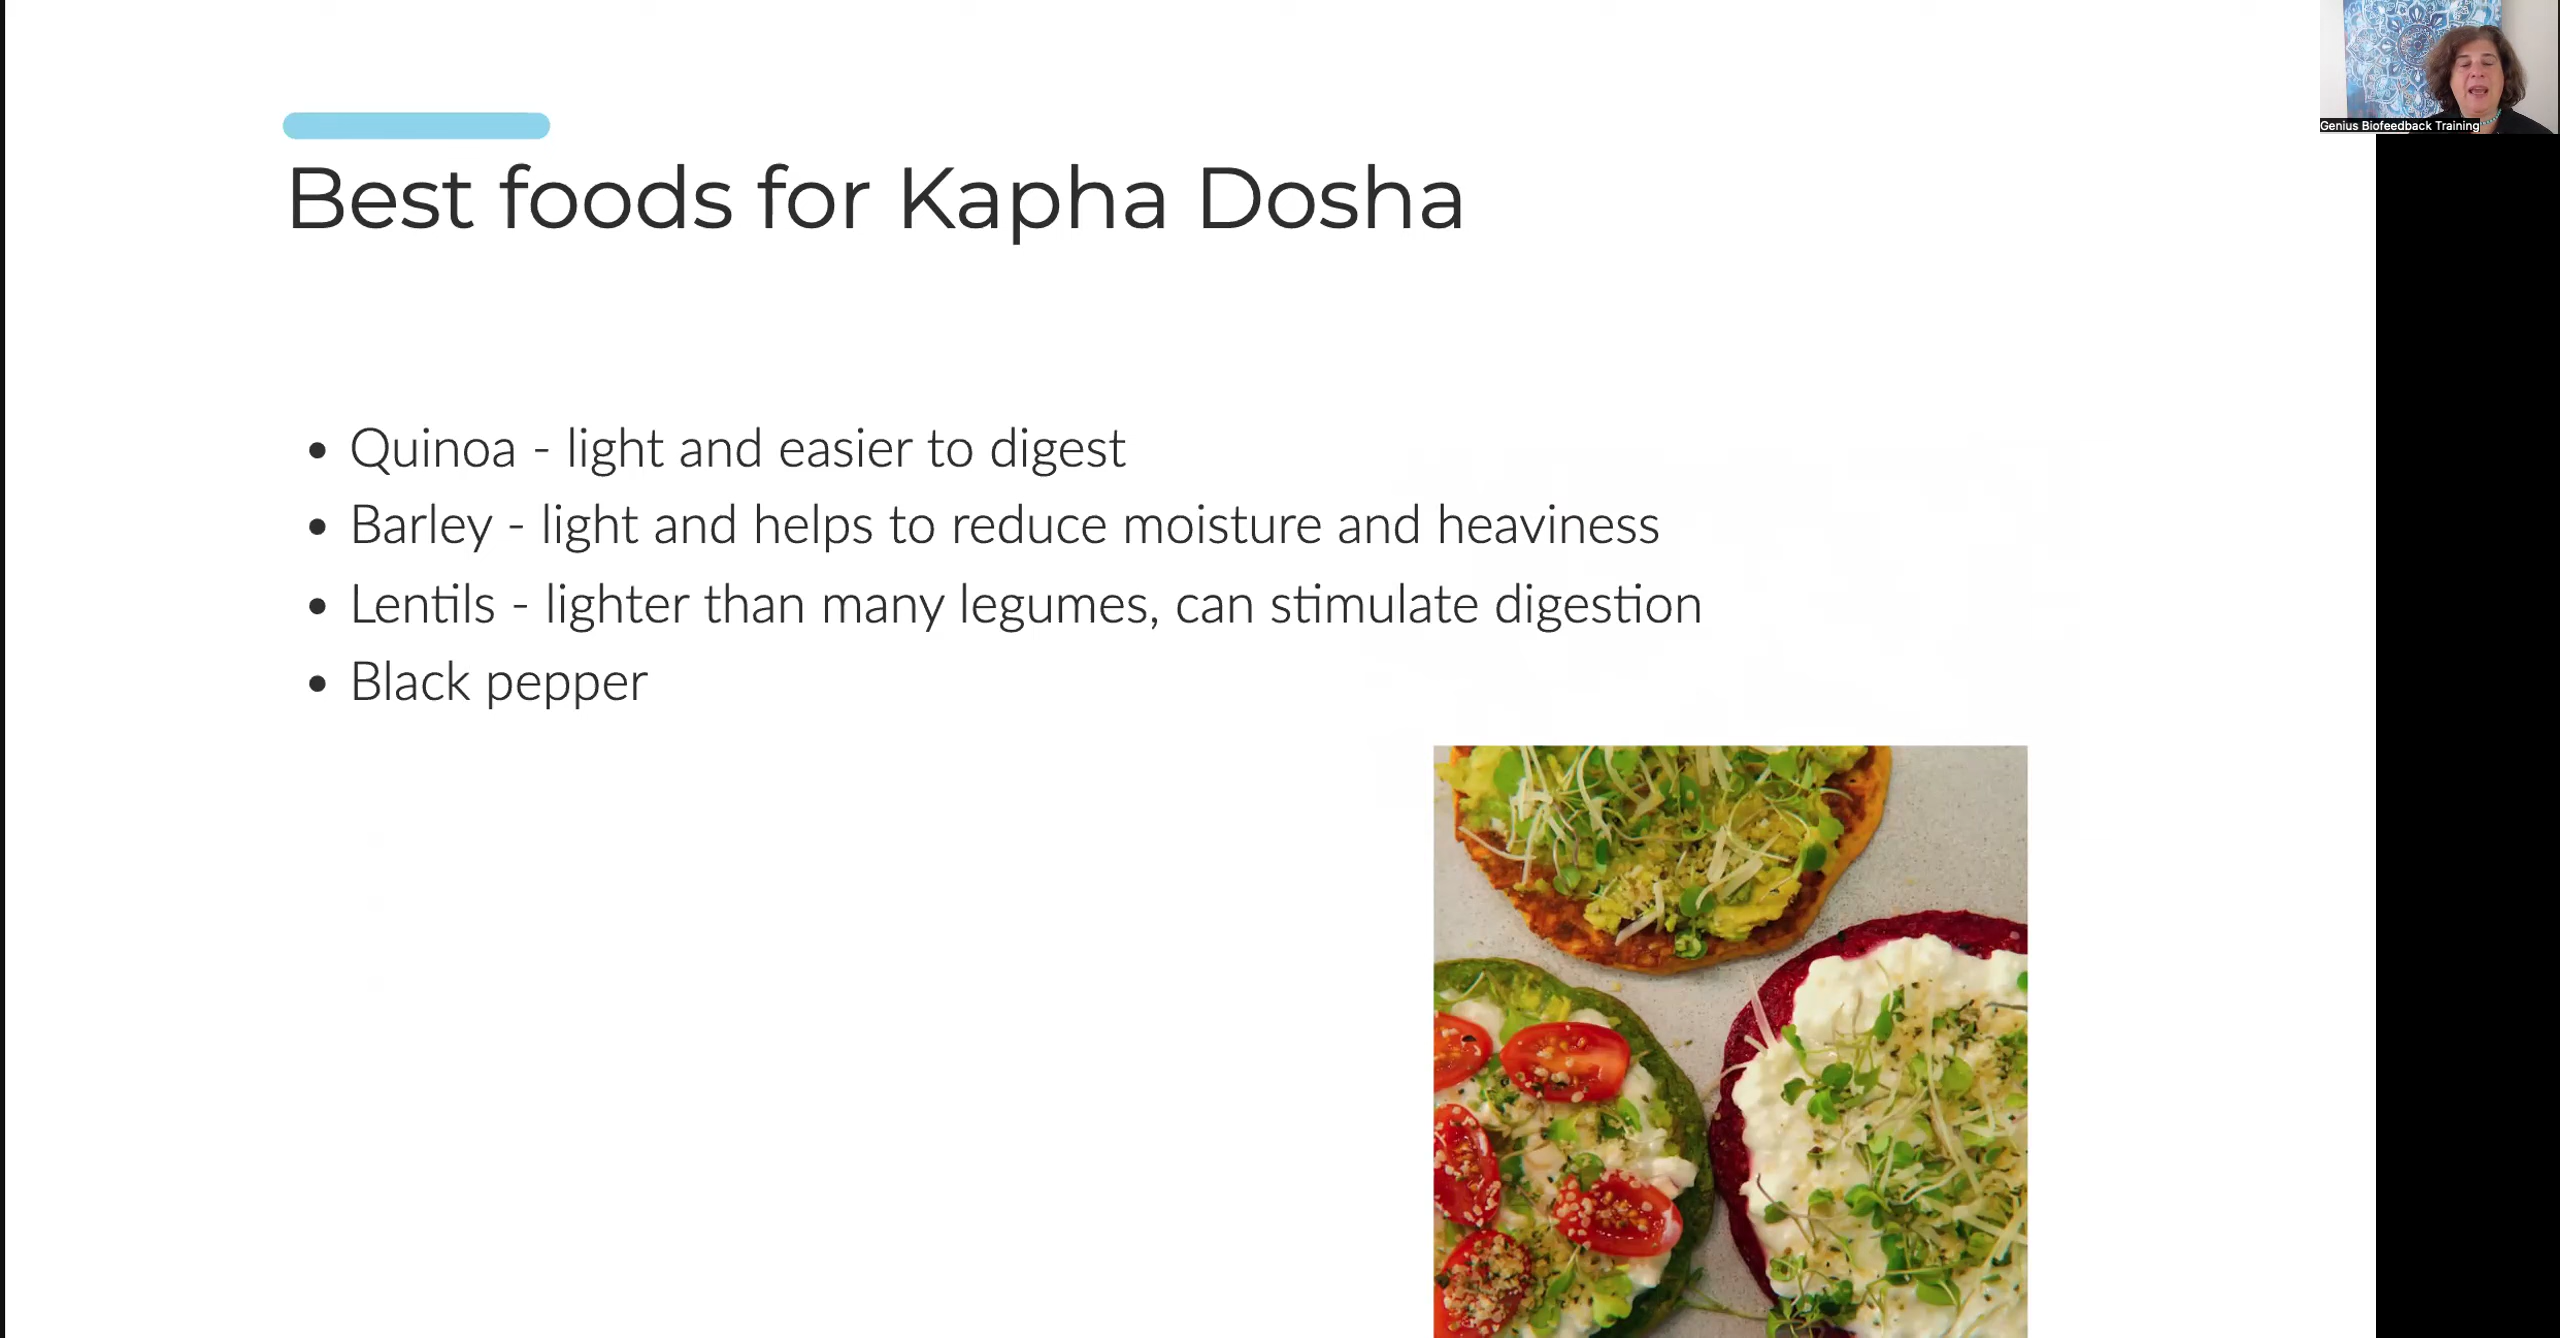 Genius Biofeedback Training
Best foods for Kapha Dosha
• Quinoa - light and easier to digest
• Barley - light and helps to reduce moisture and heaviness
• Lentils - lighter than many legumes, can stimulate digestion
• Black pepper